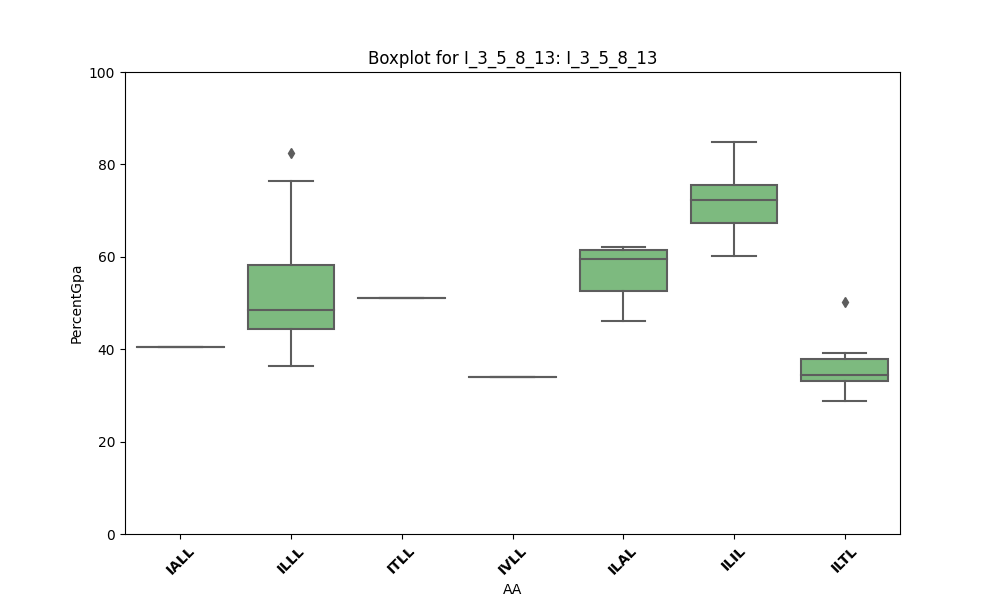 Boxplot for I_3_5_8_13: I_3_5_8_13
PercentGpa
100
80
60
40
20
0
IALL ILLL ITLL IVLL ILAL ILIL ILTL
AA